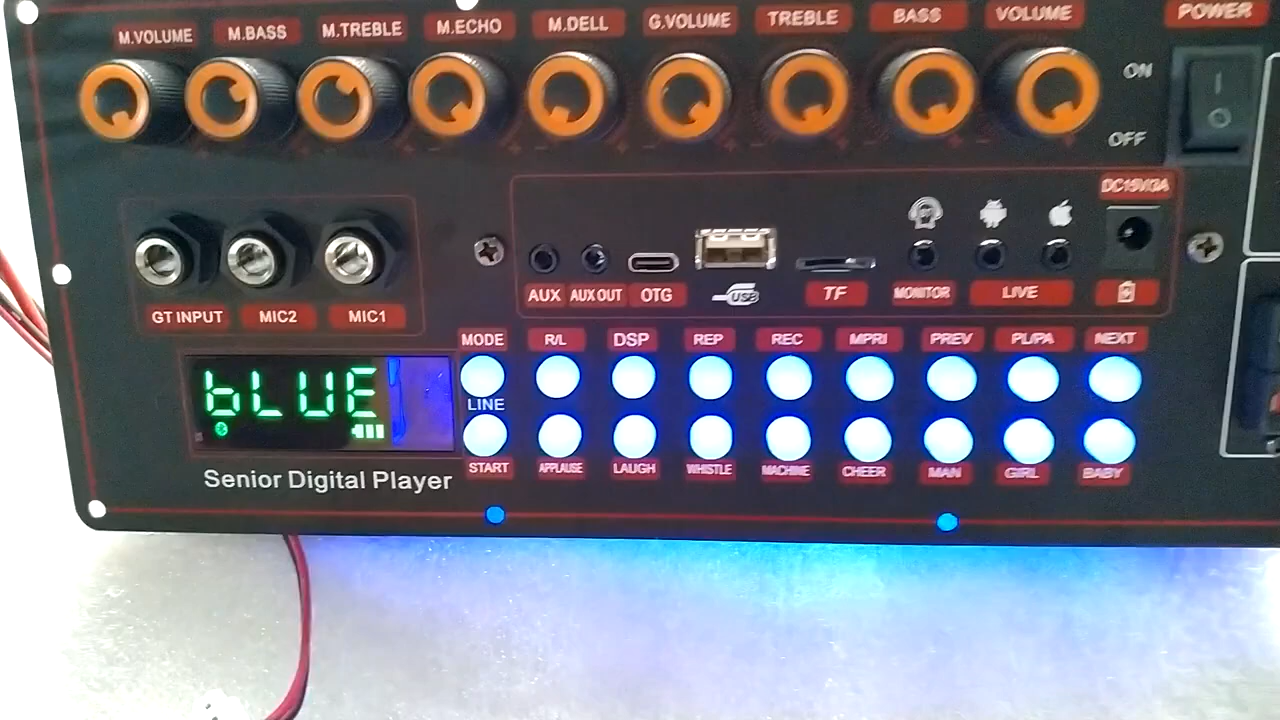 M.VOLUME M.BASS M.TREBLE M.ECHO M.DELL G.VOLUME TREBLE BASS VOLUME POWER
ON
OFF
DC15V/3A
AUX AUX OUT OTG USB TF MONITOR LIVE
GT INPUT MIC2 MIC1
MODE R/L DSP REP REC MPRI PREV PL/PA NEXT
bLUE
LINE
START APPLAUSE LAUGH WHISTLE MACHINE CHEER MAN GIRL BABY
Senior Digital Player